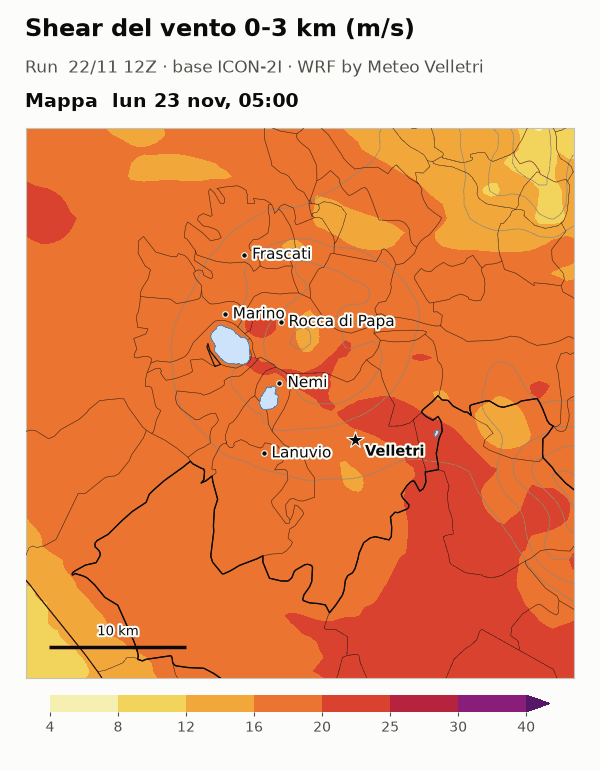 Shear del vento 0-3 km (m/s)
Run  22/11 12Z · base ICON-2I · WRF by Meteo Velletri
Mappa  lun 23 nov, 05:00
Frascati
Marino
Rocca di Papa
Nemi
Velletri
Lanuvio
10 km
4 8 12 16 20 25 30 40